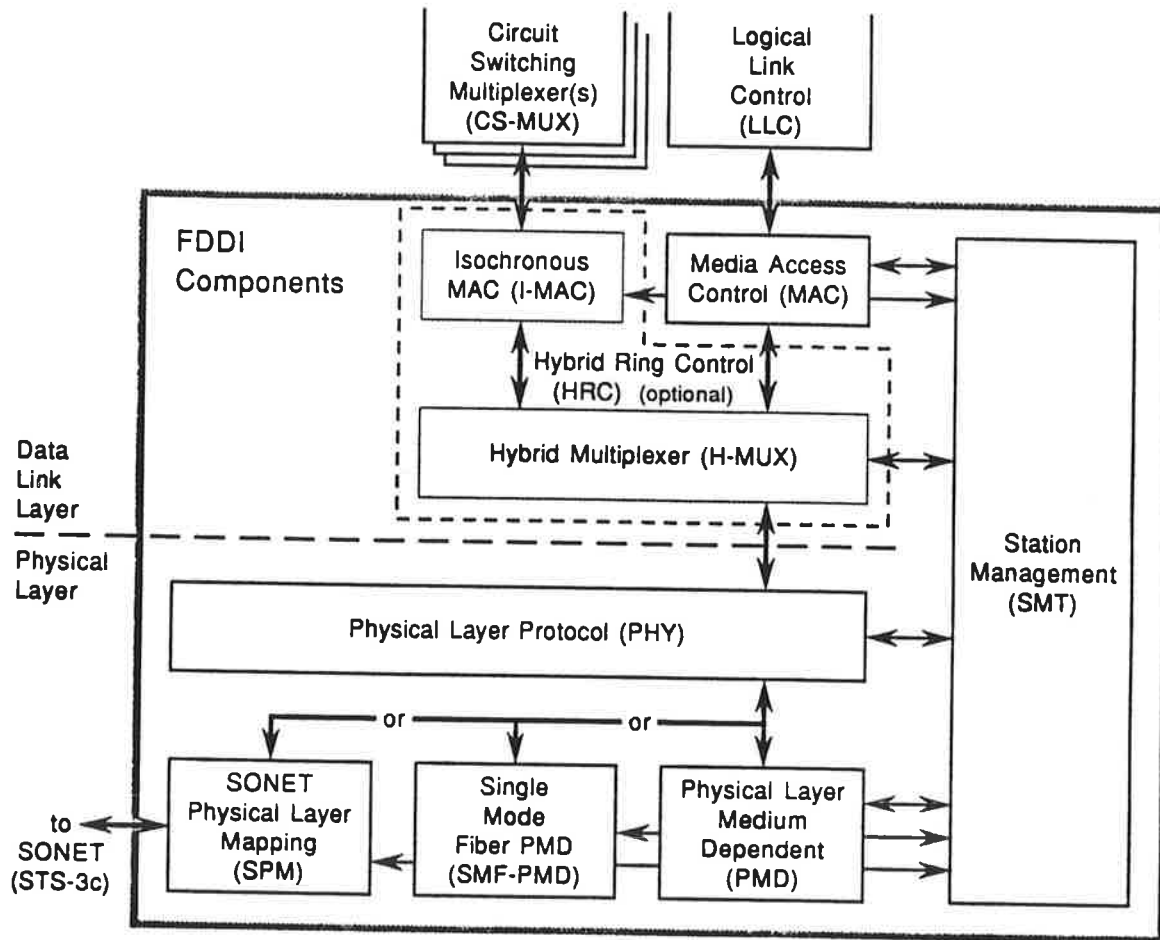 Circuit
Switching
Multiplexer(s)
(CS-MUX)
Logical
Link
Control
(LLC)
FDDI
Components
Isochronous
MAC (I-MAC)
Media Access
Control (MAC)
Hybrid Ring Control
(HRC) (optional)
Hybrid Multiplexer (H-MUX)
Data
Link
Layer
Physical
Layer
Station
Management
(SMT)
Physical Layer Protocol (PHY)
or
or
SONET
Physical Layer
Mapping
(SPM)
Single
Mode
Fiber PMD
(SMF-PMD)
Physical Layer
Medium
Dependent
(PMD)
to
SONET
(STS-3c)